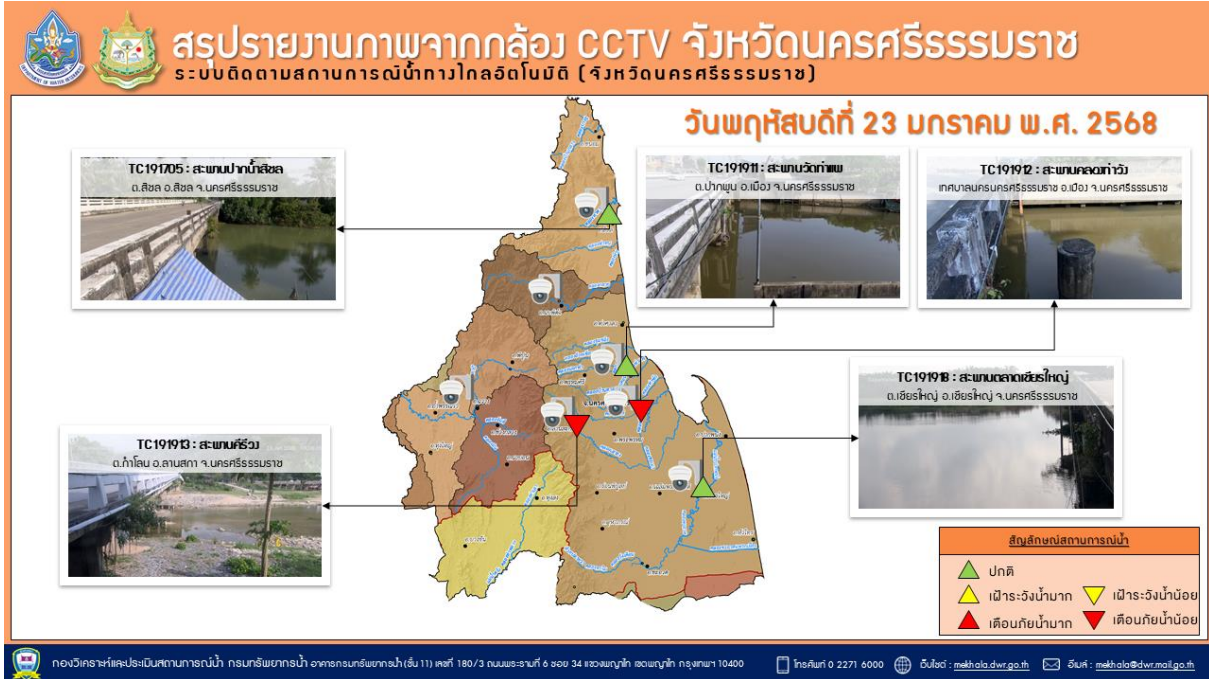 สรุปรายงานภาพจากกล้อง CCTV จังหวัดนครศรีธรรมราช
ระบบติดตามสถานการณ์น้ำทางไกลอัตโนมัติ (จังหวัดนครศรีธรรมราช)
วันพฤหัสบดีที่ 23 มกราคม พ.ศ. 2568
TC191705 : สะพานปากน้ำสิชล
ต.สิชล อ.สิชล จ.นครศรีธรรมราช
TC191911 : สะพานวัดท่าแพ
ต.ปากพูน อ.เมือง จ.นครศรีธรรมราช
TC191912 : สะพานคลองท่าวัง
เทศบาลนครนครศรีธรรมราช อ.เมือง จ.นครศรีธรรมราช
TC191918 : สะพานตลาดเชียรใหญ่
ต.เชียรใหญ่ อ.เชียรใหญ่ จ.นครศรีธรรมราช
TC191913 : สะพานคีรีวง
ต.กำโลน อ.ลานสกา จ.นครศรีธรรมราช
สัญลักษณ์สถานการณ์น้ำ
ปกติ
เฝ้าระวังน้ำมาก เฝ้าระวังน้ำน้อย
เตือนภัยน้ำมาก เตือนภัยน้ำน้อย
กองวิเคราะห์และประเมินสถานการณ์น้ำ กรมทรัพยากรน้ำ อาคารกรมทรัพยากรน้ำ (ชั้น 11) เลขที่ 180/3 ถนนพระรามที่ 6 ซอย 34 แขวงพญาไท เขตพญาไท กรุงเทพฯ 10400 โทรศัพท์ 0 2271 6000 เว็บไซต์ : mekhala.dwr.go.th อีเมล์ : mekhala@dwr.mail.go.th